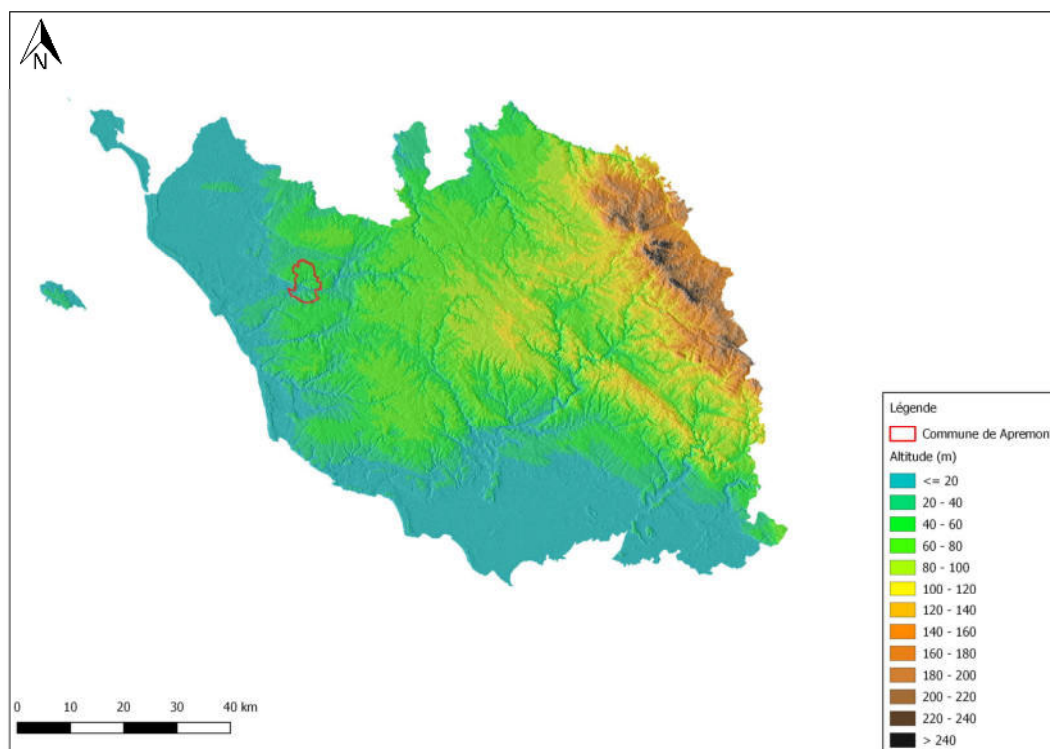 N
Légende
Commune de Apremon
Altitude (m)
<= 20
20 - 40
40 - 60
60 - 80
80 - 100
100 - 120
120 - 140
140 - 160
160 - 180
180 - 200
200 - 220
220 - 240
> 240
0 10 20 30 40 km